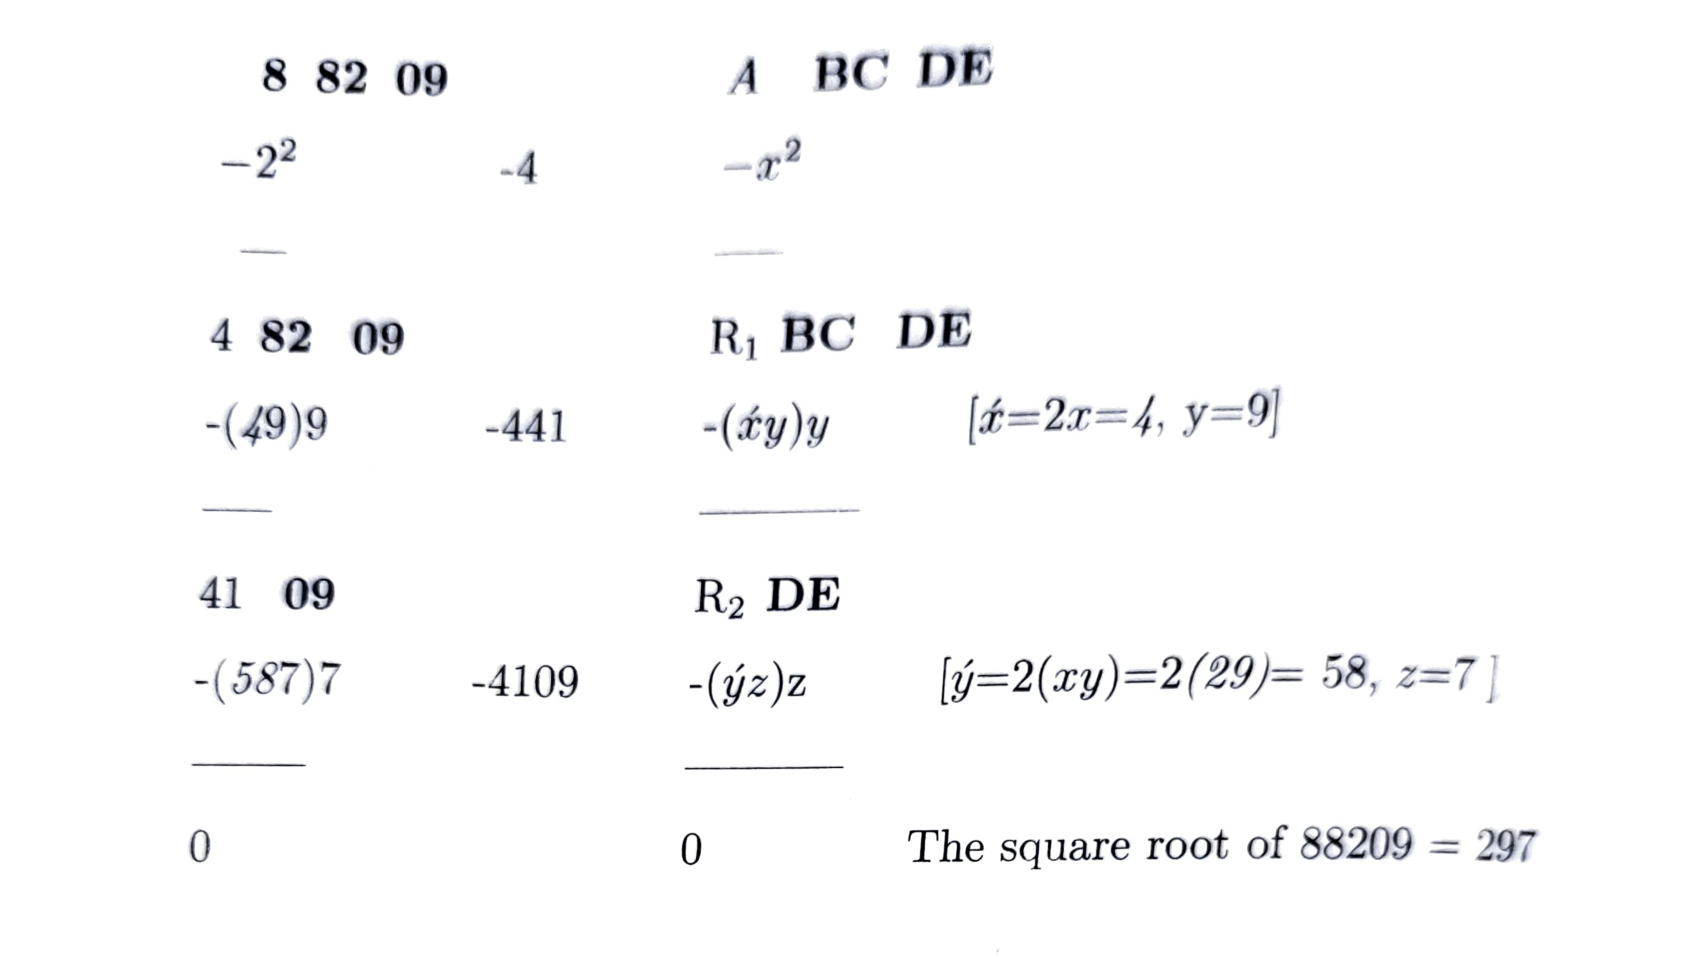 8 82 09 A BC DE
−2² -4 −x²
4 82 09 R₁ BC DE
-(49)9 -441 -(x́y)y [x́=2x=4, y=9]
41 09 R₂ DE
-(587)7 -4109 -(ýz)z [ý=2(xy)=2(29)= 58, z=7 ]
0 0 The square root of 88209 = 297